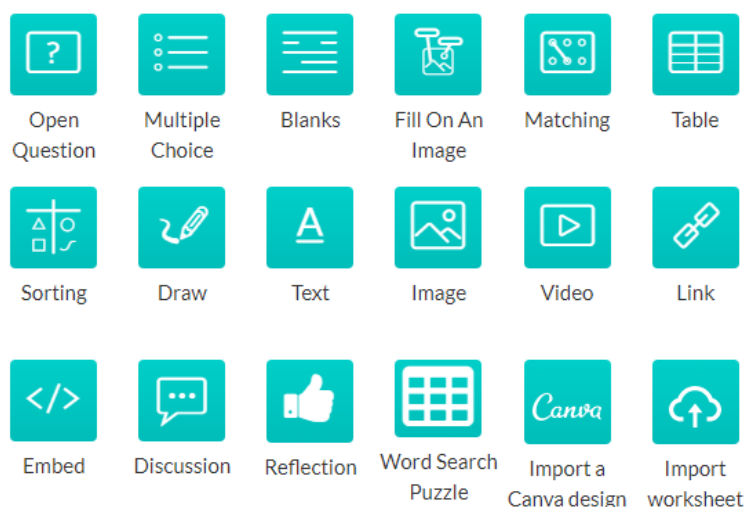 ?
Open
Question
Multiple
Choice
Blanks
Fill On An
Image
Matching
Table
Sorting
Draw
A
Text
Image
Video
Link
</>
Embed
Discussion
Reflection
Word Search
Puzzle
Canva
Import a
Canva design
Import
worksheet